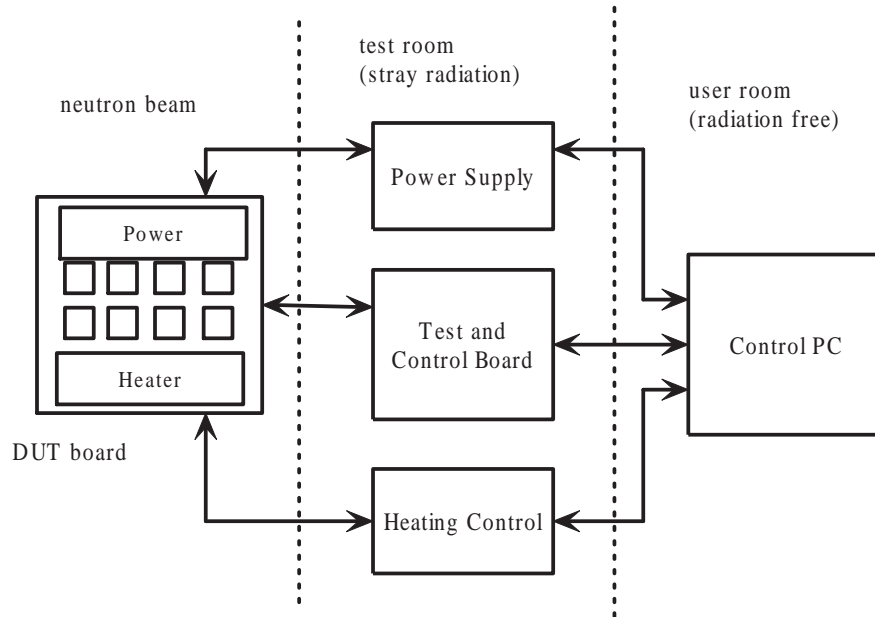 neutron beam
test room
(stray radiation)
user room
(radiation free)
Power Supply
Power
Test and
Control Board
Control PC
Heater
DUT board
Heating Control